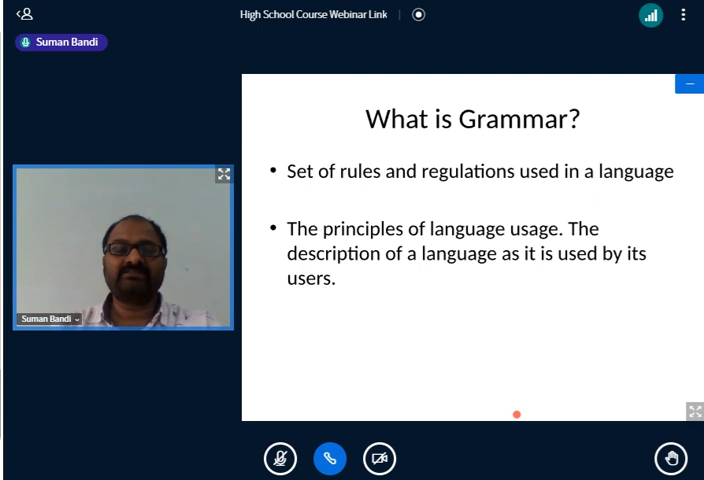 High School Course Webinar Link
Suman Bandi
What is Grammar?
• Set of rules and regulations used in a language
• The principles of language usage. The
description of a language as it is used by its
users.
Suman Bandi